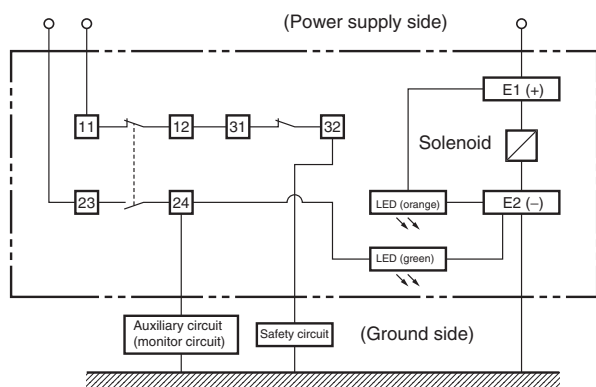 (Power supply side)
E1 (+)
11
12
31
32
Solenoid
23
24
LED (orange)
E2 (−)
LED (green)
Auxiliary circuit
(monitor circuit)
Safety circuit
(Ground side)